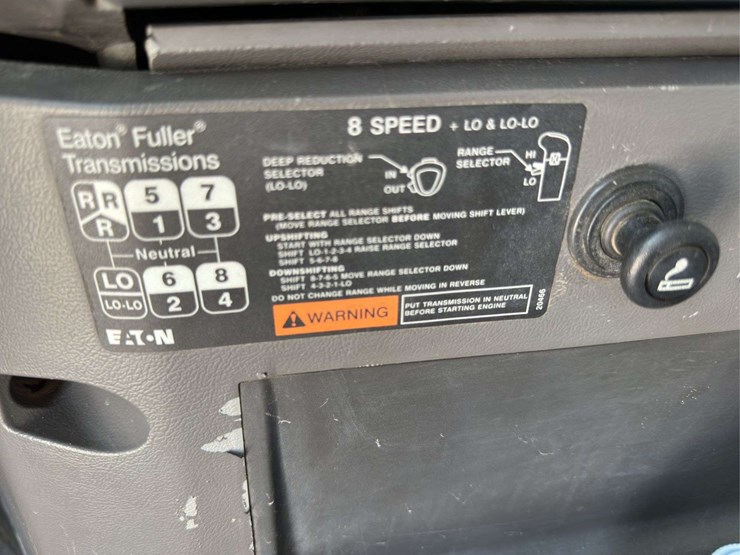 Eaton® Fuller®
Transmissions
8 SPEED + LO & LO-LO
DEEP REDUCTION
SELECTOR
(LO-LO)
IN
OUT
RANGE
SELECTOR
HI
LO
R R 5 7
R 1 3
Neutral
LO 6 8
LO-LO 2 4
PRE-SELECT ALL RANGE SHIFTS
(MOVE RANGE SELECTOR BEFORE MOVING SHIFT LEVER)
UPSHIFTING
START WITH RANGE SELECTOR DOWN
SHIFT LO-1-2-3-4 RAISE RANGE SELECTOR
SHIFT 5-6-7-8
DOWNSHIFTING
SHIFT 8-7-6-5 MOVE RANGE SELECTOR DOWN
SHIFT 4-3-2-1-LO
DO NOT CHANGE RANGE WHILE MOVING IN REVERSE
WARNING
PUT TRANSMISSION IN NEUTRAL
BEFORE STARTING ENGINE
20466
EATON